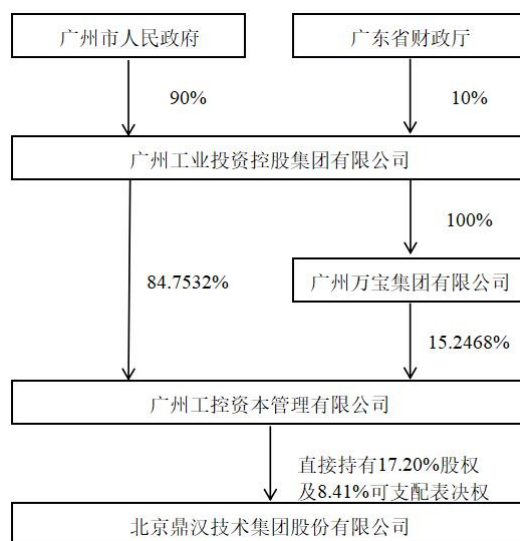 广州市人民政府
广东省财政厅
90%
10%
广州工业投资控股集团有限公司
100%
84.7532%
广州万宝集团有限公司
15.2468%
广州工控资本管理有限公司
直接持有17.20%股权
及8.41%可支配表决权
北京鼎汉技术集团股份有限公司